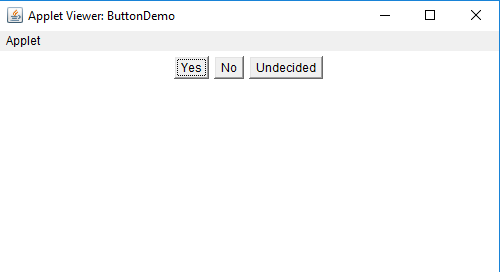 Applet Viewer: ButtonDemo
Applet
Yes No Undecided